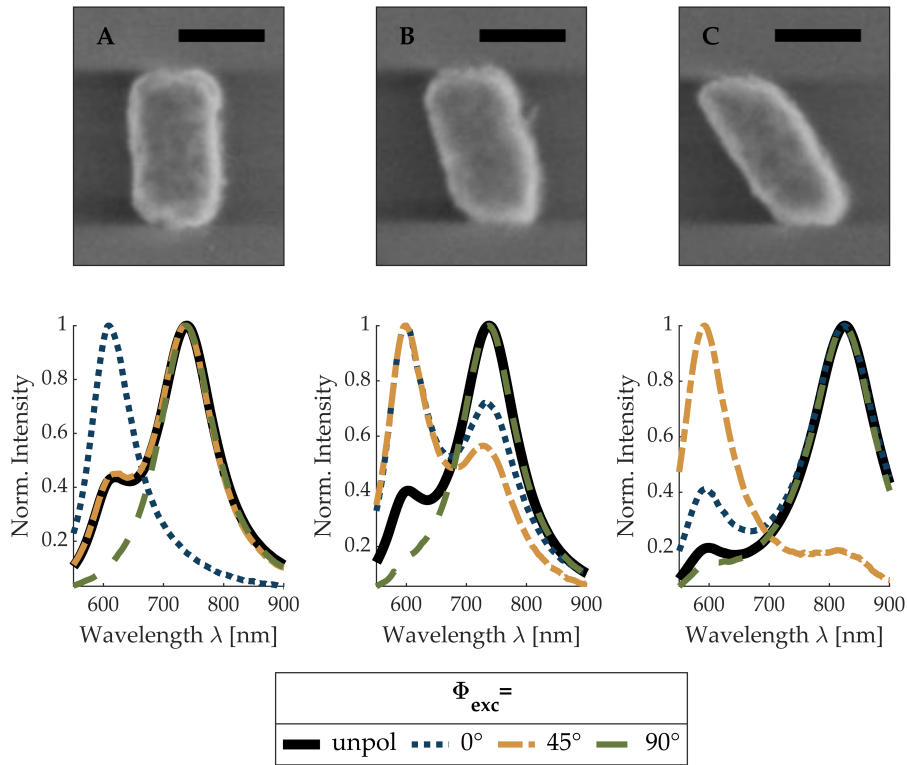 A
B
C
1
0.8
0.6
0.4
0.2
Norm. Intensity
600 700 800 900
Wavelength λ [nm]
1
0.8
0.6
0.4
0.2
Norm. Intensity
600 700 800 900
Wavelength λ [nm]
1
0.8
0.6
0.4
0.2
Norm. Intensity
600 700 800 900
Wavelength λ [nm]
Φexc=
unpol 0° 45° 90°